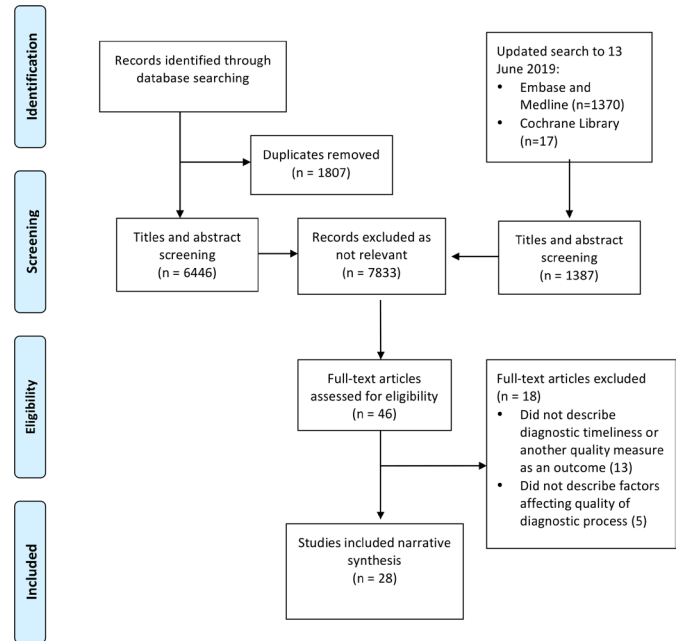 Identification
Records identified through
database searching
Updated search to 13
June 2019:
• Embase and
Medline (n=1370)
• Cochrane Library
(n=17)
Duplicates removed
(n = 1807)
Screening
Titles and abstract
screening
(n = 6446)
Records excluded as
not relevant
(n = 7833)
Titles and abstract
screening
(n = 1387)
Eligibility
Full-text articles
assessed for eligibility
(n = 46)
Full-text articles excluded
(n = 18)
• Did not describe
diagnostic timeliness or
another quality measure
as an outcome (13)
• Did not describe factors
affecting quality of
diagnostic process (5)
Included
Studies included narrative
synthesis
(n = 28)